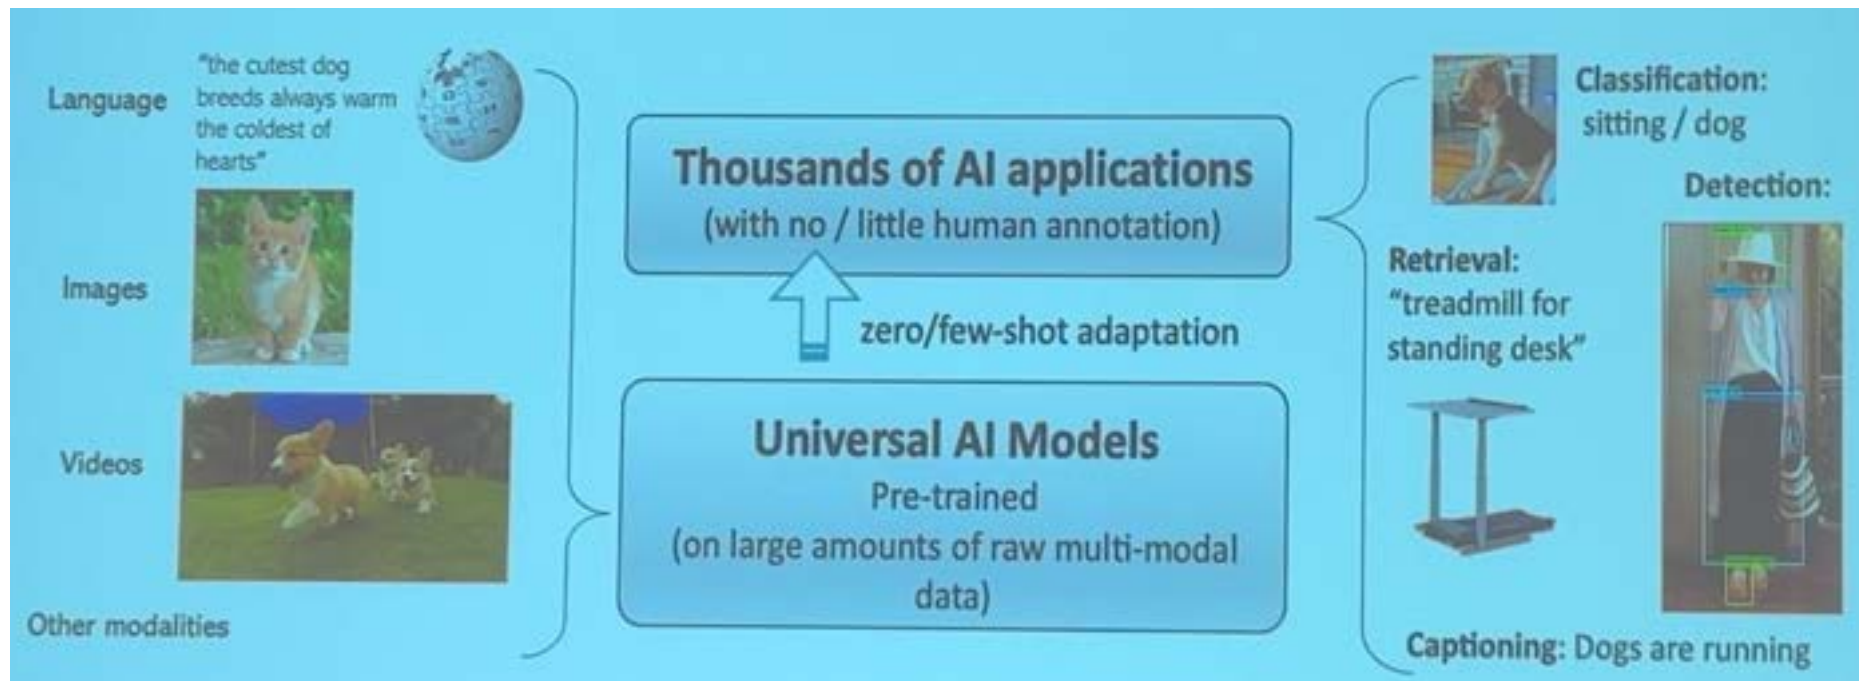 Language
"the cutest dog
breeds always warm
the coldest of
hearts"
Images
Videos
Other modalities
Thousands of AI applications
(with no / little human annotation)
zero/few-shot adaptation
Universal AI Models
Pre-trained
(on large amounts of raw multi-modal
data)
Classification:
sitting / dog
Detection:
Retrieval:
"treadmill for
standing desk"
Captioning: Dogs are running